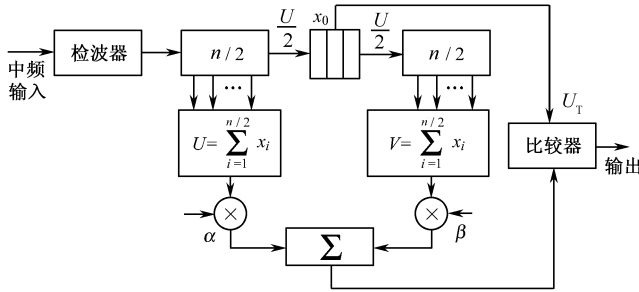 U/2 x₀ U/2
检波器 n/2 n/2
中频
输入
U_T
U=∑_{i=1}^{n/2} x_i V=∑_{i=1}^{n/2} x_i
比较器
输出
× ×
α β
Σ